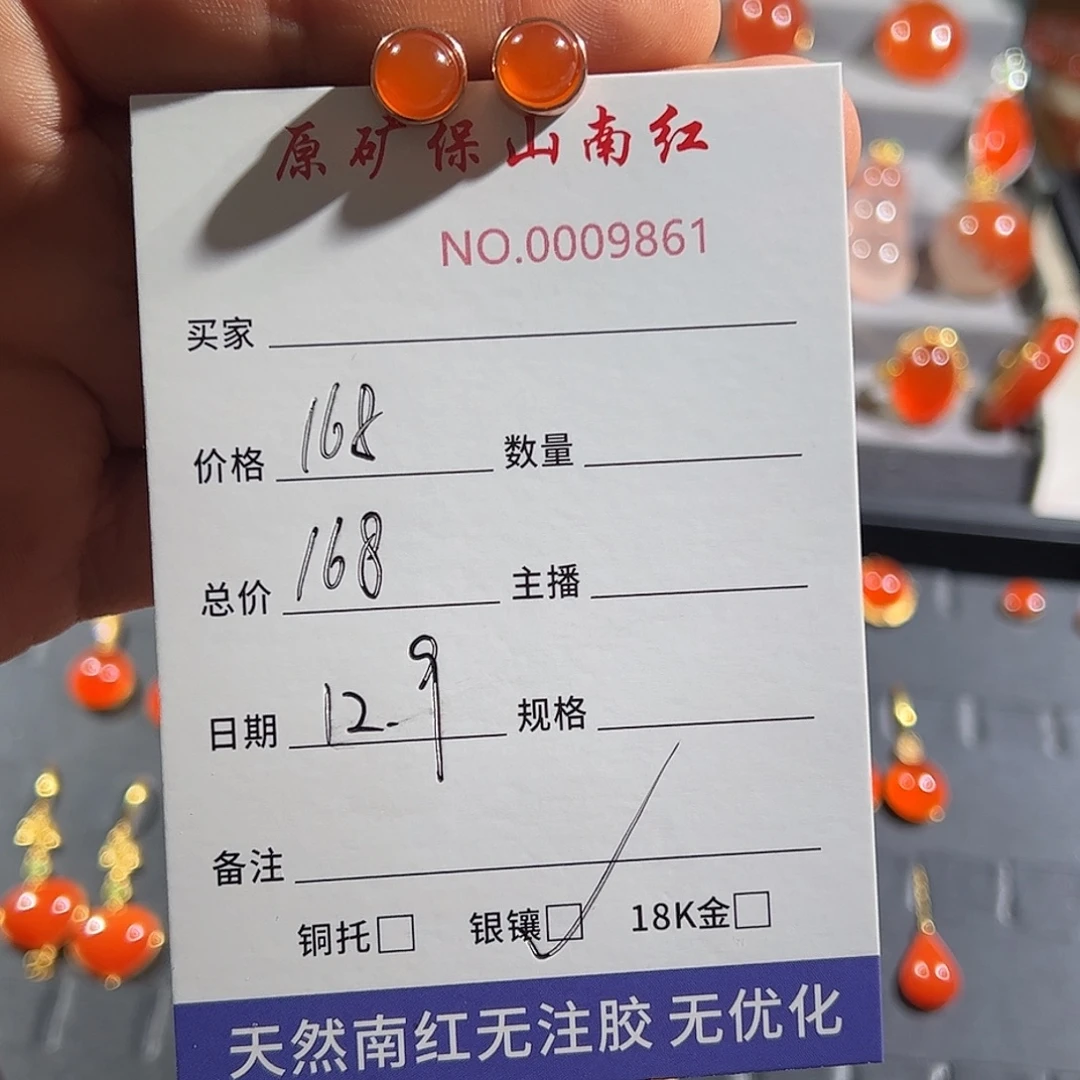 原矿保山南红
NO.0009861
买家
价格 168 数量
总价 168 主播
日期 12.9 规格
备注
铜托□ 银镶□ 18K金□
天然南红无注胶 无优化